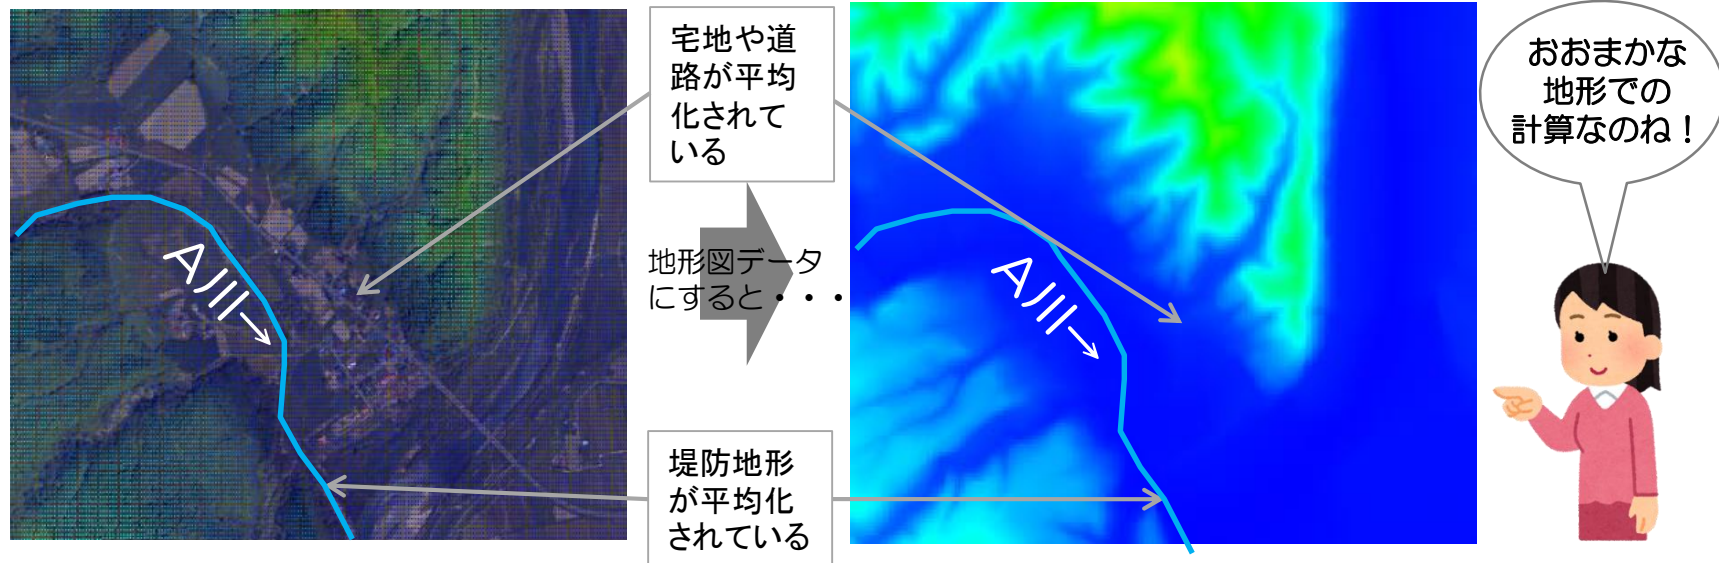 宅地や道
路が平均
化されて
いる
おおまかな
地形での
計算なのね！
A川→
地形図データ
にすると・・・
A川→
堤防地形
が平均化
されている